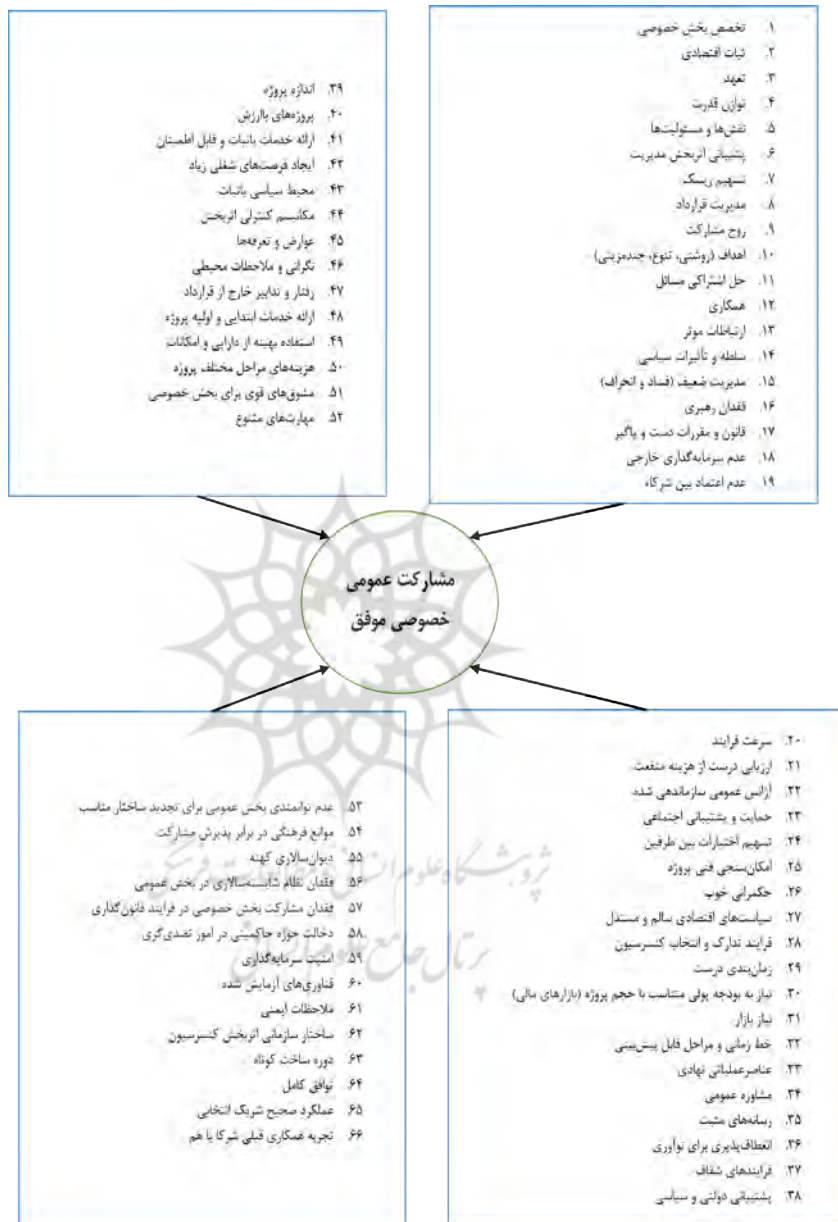 ۱. تخصص بخش خصوصی
۲. ثبات اقتصادی
۳. تعهد
۴. توازن قدرت
۵. نقش‌ها و مسئولیت‌ها
۶. پشتیبانی اثربخش مدیریت
۷. تسهیم ریسک
۸. مدیریت قرارداد
۹. روح مشارکت
۱۰. اهداف (روشنی، تنوع، چندمزیتی)
۱۱. حل اشتراکی مسائل
۱۲. همکاری
۱۳. ارتباطات موثر
۱۴. سلطه و تأثیرات سیاسی
۱۵. مدیریت ضعیف (فساد و انحراف)
۱۶. فقدان رهبری
۱۷. قانون و مقررات دست و پاگیر
۱۸. عدم سرمایه‌گذاری خارجی
۱۹. عدم اعتماد بین شرکاء
۳۹. اندازه پروژه
۴۰. پروژه‌های باارزش
۴۱. ارائه خدمات باثبات و قابل اطمینان
۴۲. ایجاد فرصت‌های شغلی زیاد
۴۳. محیط سیاسی باثبات
۴۴. مکانیسم کنترلی اثربخش
۴۵. عوارض و تعرفه‌ها
۴۶. نگرانی و ملاحظات محیطی
۴۷. رفتار و تدابیر خارج از قرارداد
۴۸. ارائه خدمات ابتدایی و اولیه پروژه
۴۹. استفاده بهینه از دارایی و امکانات
۵۰. هزینه‌های مراحل مختلف پروژه
۵۱. مشوق‌های قوی برای بخش خصوصی
۵۲. مهارت‌های متنوع
مشارکت عمومی
خصوصی موفق
۲۰. سرعت فرایند
۲۱. ارزیابی درست از هزینه منفعت
۲۲. آژانس عمومی سازماندهی شده
۲۳. حمایت و پشتیبانی اجتماعی
۲۴. تسهیم اختیارات بین طرفین
۲۵. امکان‌سنجی فنی پروژه
۲۶. حکمرانی خوب
۲۷. سیاست‌های اقتصادی سالم و مستدل
۲۸. فرایند تدارک و انتخاب کنسرسیون
۲۹. زمان‌بندی درست
۳۰. نیاز به بودجه پولی متناسب با حجم پروژه (بازارهای مالی)
۳۱. نیاز بازار
۳۲. خط زمانی و مراحل قابل پیش‌بینی
۳۳. عناصرعملیاتی نهادی
۳۴. مشاوره عمومی
۳۵. رسانه‌های مثبت
۳۶. انعطاف‌پذیری برای نوآوری
۳۷. فرایندهای شفاف
۳۸. پشتیبانی دولتی و سیاسی
۵۳. عدم توانمندی بخش عمومی برای تجدید ساختار مناسب
۵۴. موانع فرهنگی در برابر پذیرش مشارکت
۵۵. دیوان‌سالاری کهنه
۵۶. فقدان نظام شایسته‌سالاری در بخش عمومی
۵۷. فقدان مشارکت بخش خصوصی در فرایند قانون‌گذاری
۵۸. دخالت حوزه حاکمیتی در امور تصدی‌گری
۵۹. امنیت سرمایه‌گذاری
۶۰. فناوری‌های آزمایش شده
۶۱. ملاحظات ایمنی
۶۲. ساختار سازمانی اثربخش کنسرسیون
۶۳. دوره ساخت کوتاه
۶۴. توافق کامل
۶۵. عملکرد صحیح شریک انتخابی
۶۶. تجربه همکاری قبلی شرکا با هم
پژوهشگاه علوم انسانی و مطالعات فرهنگی
پرتال جامع علوم انسانی